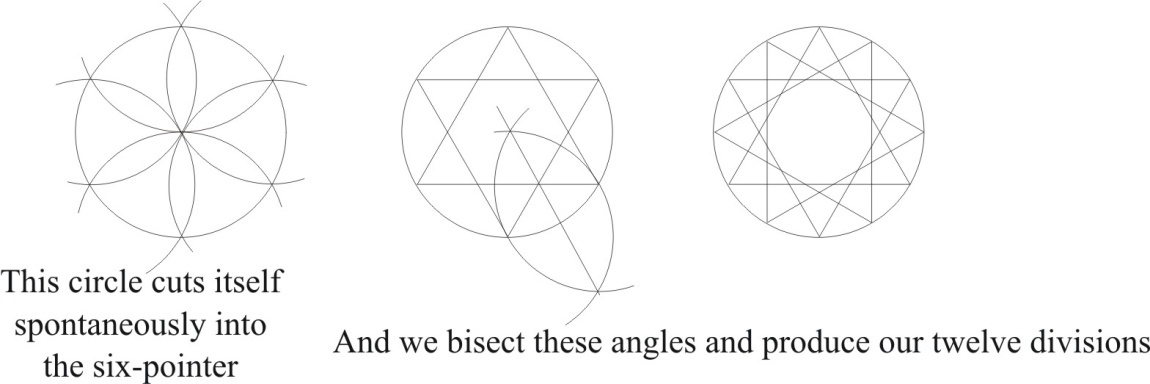 This circle cuts itself
spontaneously into
the six-pointer
And we bisect these angles and produce our twelve divisions